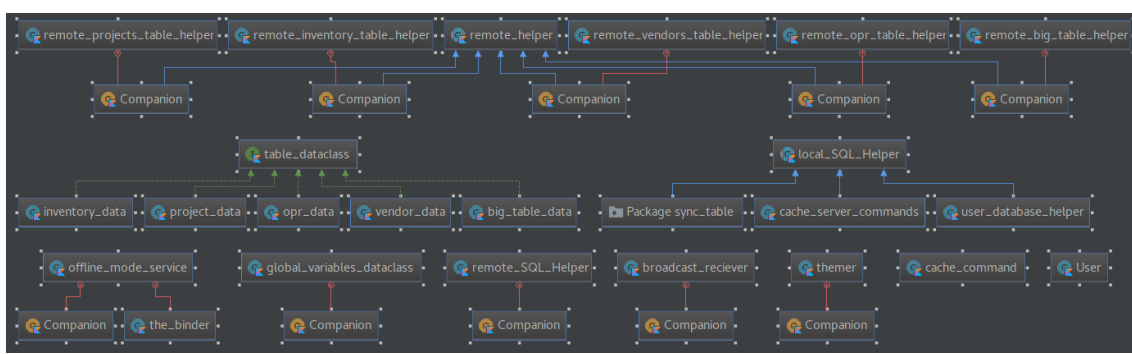 remote_projects_table_helper remote_inventory_table_helper remote_helper remote_vendors_table_helper remote_opr_table_helper remote_big_table_helper
Companion Companion Companion Companion Companion
table_dataclass local_SQL_Helper
inventory_data project_data opr_data vendor_data big_table_data Package sync_table cache_server_commands user_database_helper
offline_mode_service global_variables_dataclass remote_SQL_Helper broadcast_reciever themer cache_command User
Companion the_binder Companion Companion Companion Companion